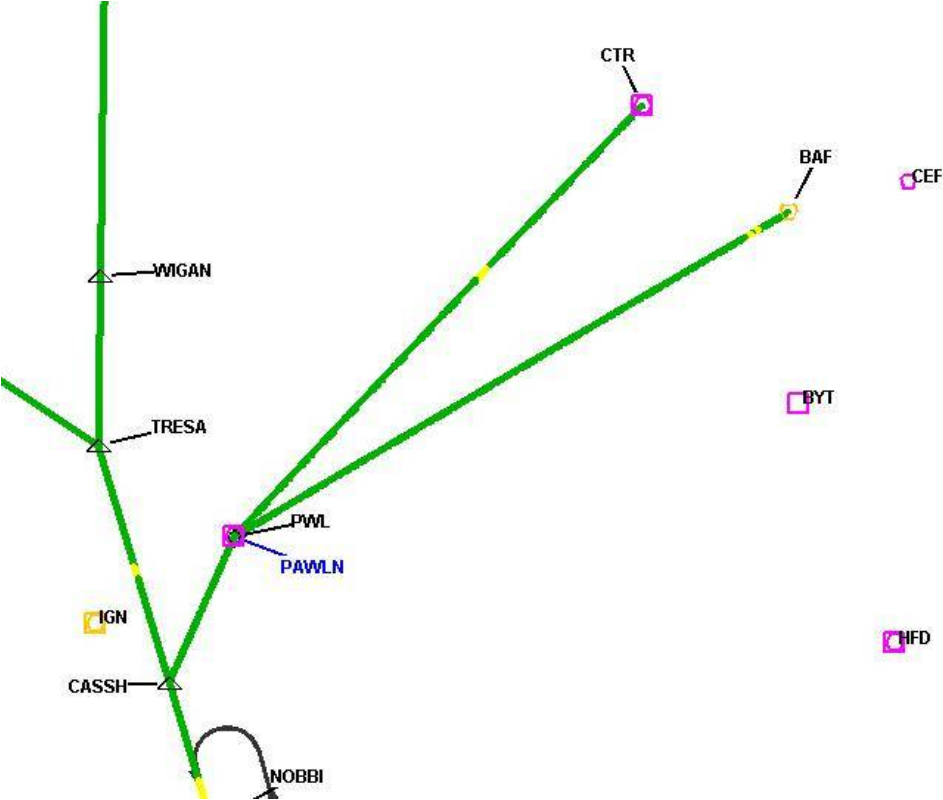 CTR
BAF
CEF
WIGAN
BYT
TRESA
PWL
PAWLN
IGN
HFD
CASSH
NOBBI